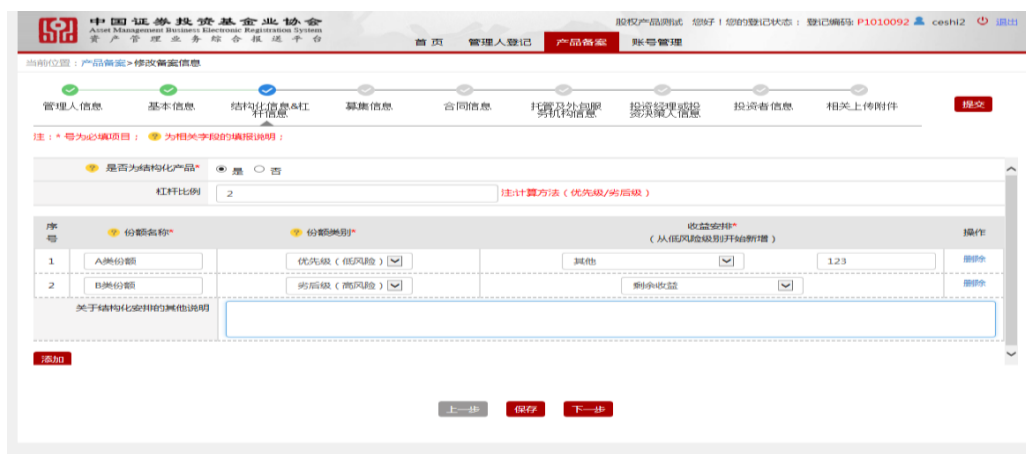 中国证券投资基金业协会
Asset Management Business Electronic Registration System
资产管理业务综合报送平台
股权产品测试 您好！您的登记状态： 登记编码: P1010092 ceshi2 退出
首页 管理人登记 产品备案 账号管理
当前位置：产品备案>修改备案信息
管理人信息 基本信息 结构化信息&杠杆信息 募集信息 合同信息 托管及外包服务机构信息 投资经理或投资决策人信息 投资者信息 相关上传附件 提交
注：* 号为必填项目； ? 为相关字段的填报说明；
? 是否为结构化产品* 是 否
杠杆比例 2 注:计算方法（优先级/劣后级）
序号 ? 份额名称* ? 份额类别* 收益安排*（从低风险级别开始新增） 操作
1 A类份额 优先级（低风险） 其他 123 删除
2 B类份额 劣后级（高风险） 剩余收益 删除
关于结构化安排的其他说明
添加
上一步 保存 下一步